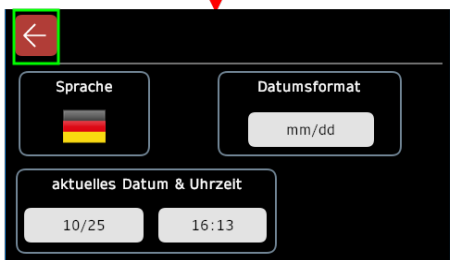 Sprache
Datumsformat
mm/dd
aktuelles Datum & Uhrzeit
10/25
16:13